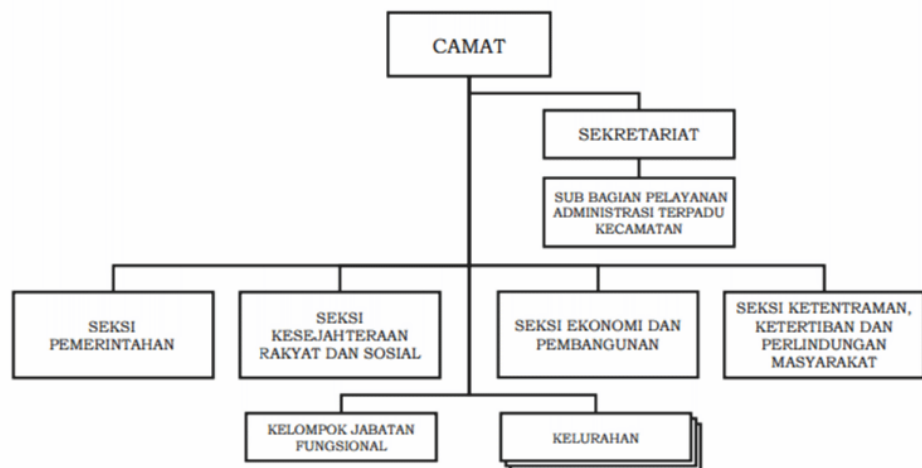 CAMAT
SEKRETARIAT
SUB BAGIAN PELAYANAN
ADMINISTRASI TERPADU
KECAMATAN
SEKSI
PEMERINTAHAN
SEKSI
KESEJAHTERAAN
RAKYAT DAN SOSIAL
SEKSI EKONOMI DAN
PEMBANGUNAN
SEKSI KETENTRAMAN,
KETERTIBAN DAN
PERLINDUNGAN
MASYARAKAT
KELOMPOK JABATAN
FUNGSIONAL
KELURAHAN